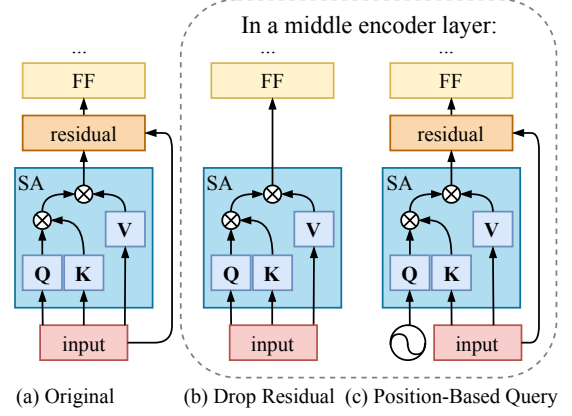 In a middle encoder layer:
... ... ...
FF FF FF
residual residual
SA SA SA
V V V
Q K Q K Q K
input input input
(a) Original (b) Drop Residual (c) Position-Based Query